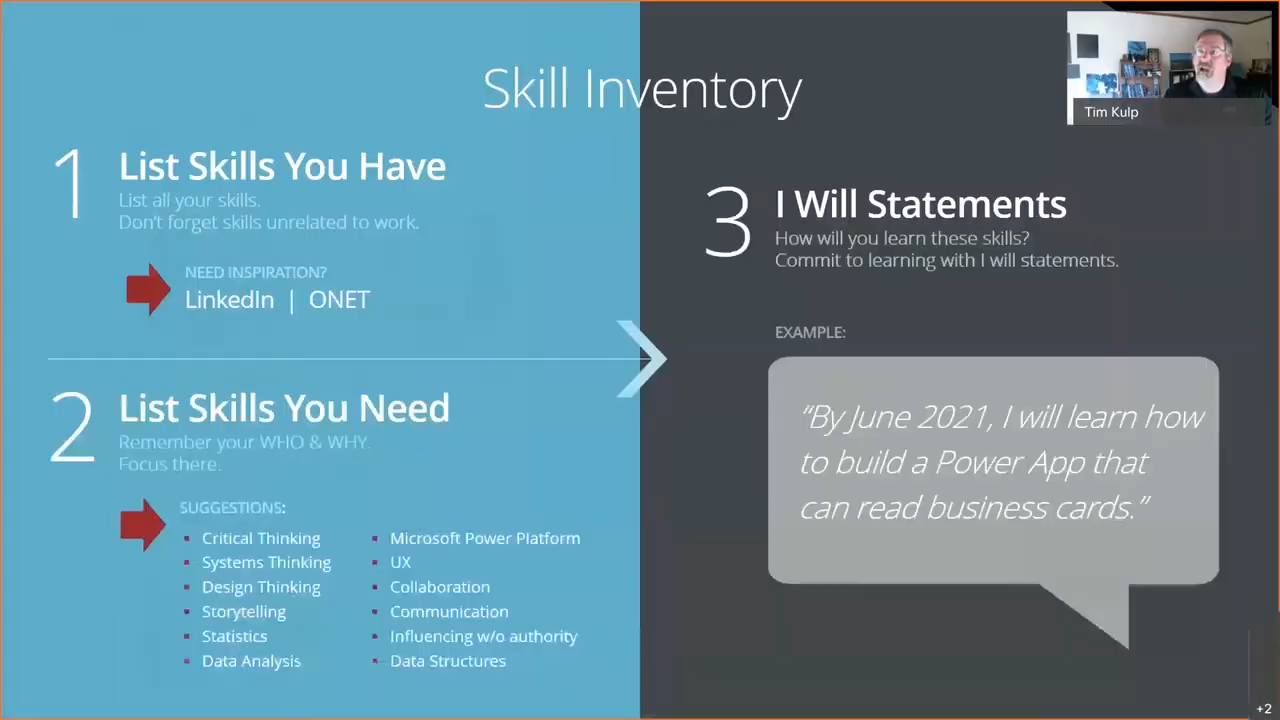 Skill Inventory
Tim Kulp
1
List Skills You Have
List all your skills.
Don't forget skills unrelated to work.
NEED INSPIRATION?
LinkedIn | ONET
2
List Skills You Need
Remember your WHO & WHY.
Focus there.
SUGGESTIONS:
Critical Thinking
Systems Thinking
Design Thinking
Storytelling
Statistics
Data Analysis
Microsoft Power Platform
UX
Collaboration
Communication
Influencing w/o authority
Data Structures
3
I Will Statements
How will you learn these skills?
Commit to learning with I will statements.
EXAMPLE:
“By June 2021, I will learn how
to build a Power App that
can read business cards.”
+2